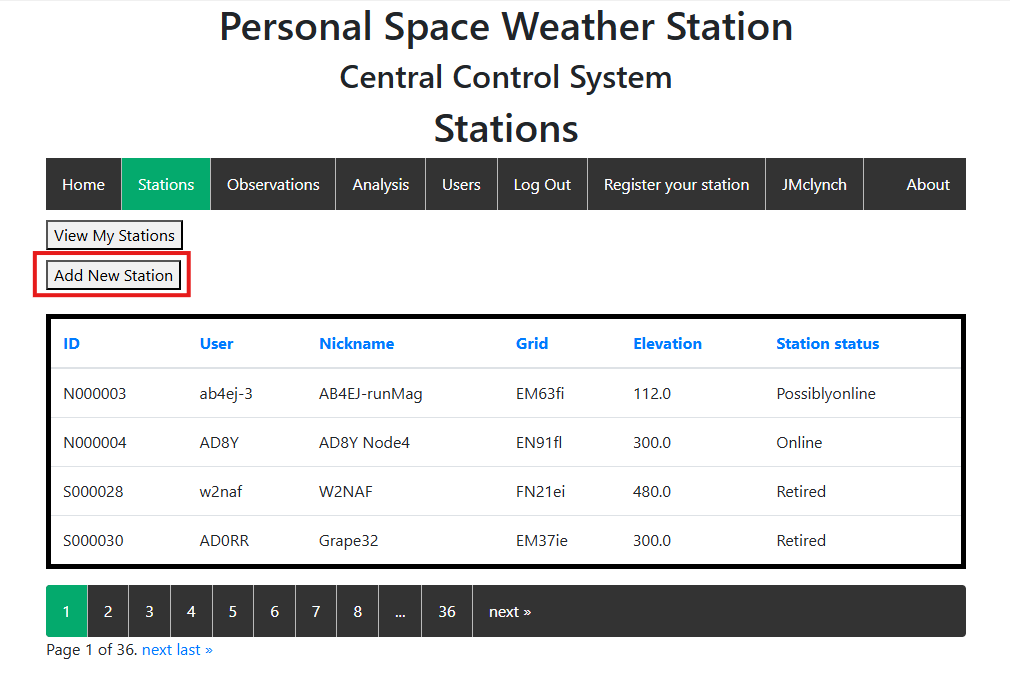 Personal Space Weather Station
Central Control System
Stations
Home Stations Observations Analysis Users Log Out Register your station JMclynch About
View My Stations
Add New Station
ID User Nickname Grid Elevation Station status
N000003 ab4ej-3 AB4EJ-runMag EM63fi 112.0 Possiblyonline
N000004 AD8Y AD8Y Node4 EN91fl 300.0 Online
S000028 w2naf W2NAF FN21ei 480.0 Retired
S000030 AD0RR Grape32 EM37ie 300.0 Retired
1 2 3 4 5 6 7 8 ... 36 next »
Page 1 of 36. next last »